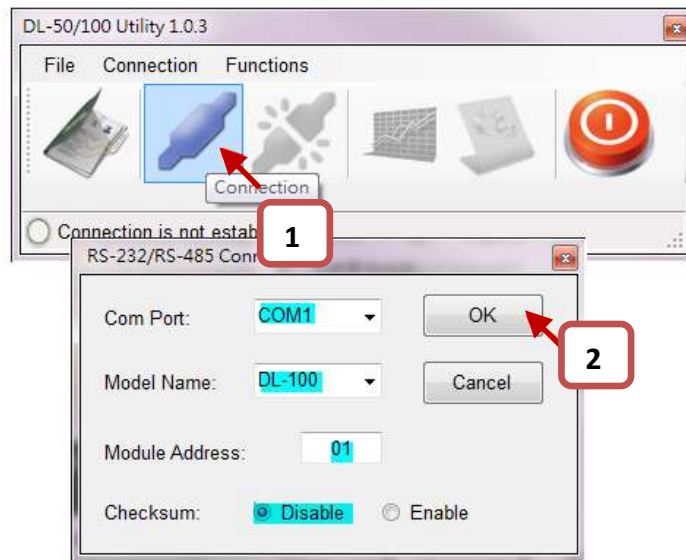 DL-50/100 Utility 1.0.3
File Connection Functions
Connection
Connection is not estab
1
RS-232/RS-485 Con
Com Port: COM1 OK
2
Model Name: DL-100 Cancel
Module Address: 01
Checksum: Disable Enable